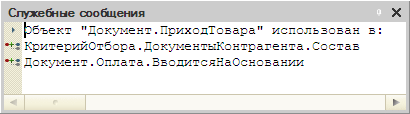 Служебные сообщения
Объект "Документ.ПриходТовара" использован в:
КритерийОтбора.ДокументыКонтрагента.Состав
Документ.Оплата.ВводитсяНаОсновании